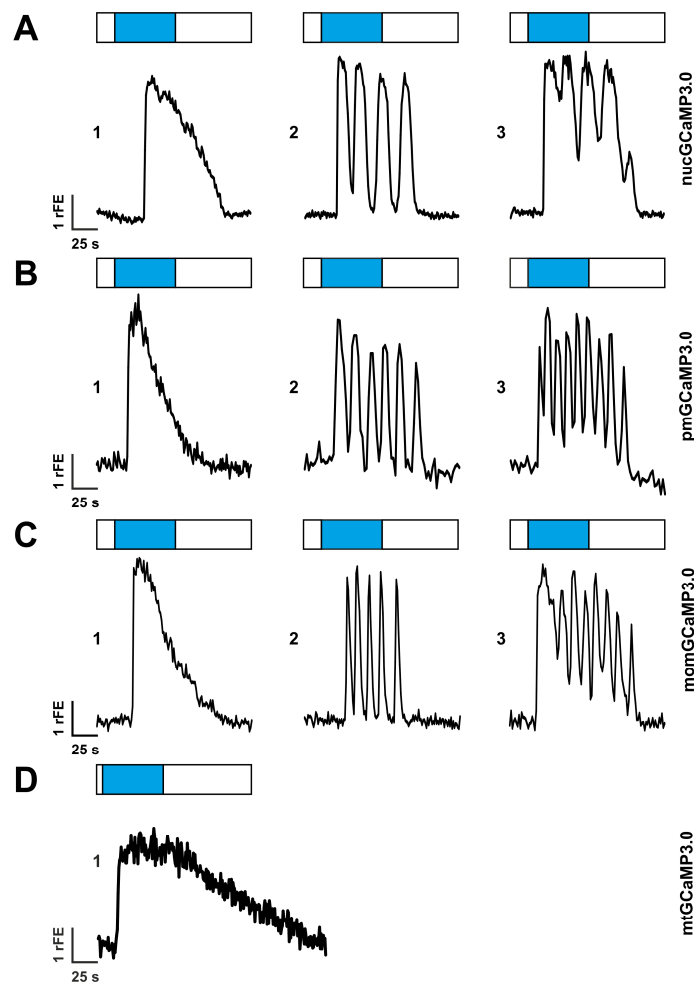 A
1
2
3
nucGCaMP3.0
1 rFE
25 s
B
1
2
3
pmGCaMP3.0
1 rFE
25 s
C
1
2
3
momGCaMP3.0
1 rFE
25 s
D
1
mtGCaMP3.0
1 rFE
25 s